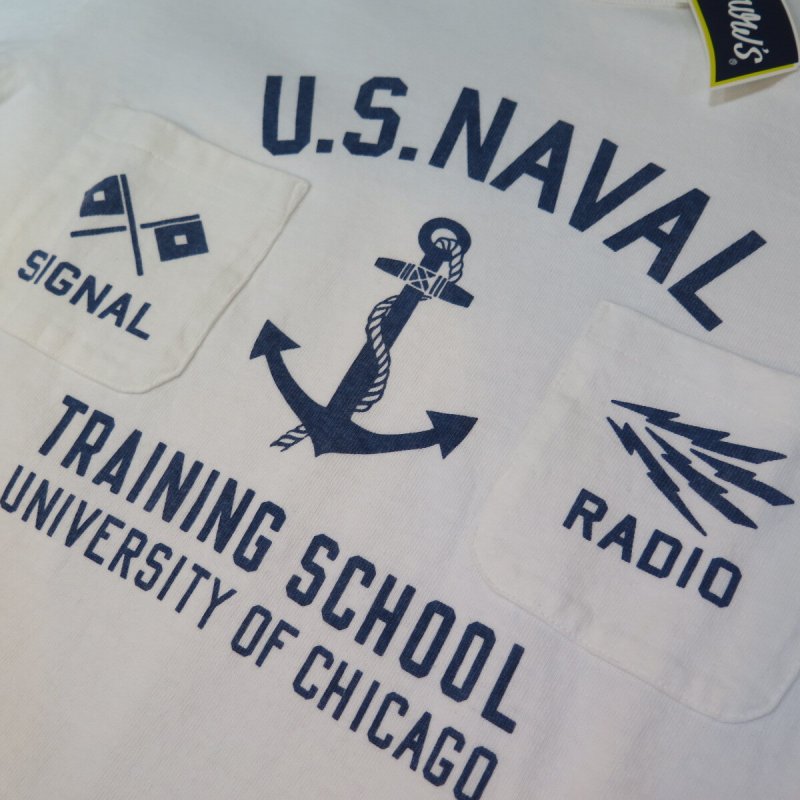 U.S. NAVAL
SIGNAL
RADIO
TRAINING SCHOOL
UNIVERSITY OF CHICAGO